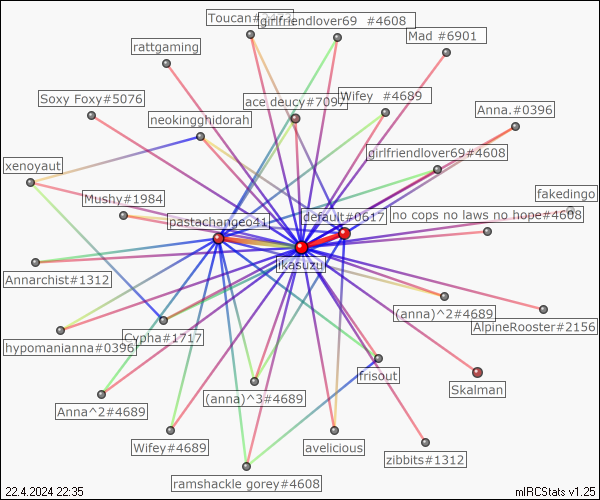 Toucan#
girlfriendlover69 #4608
Mad #6901
rattgaming
Soxy Foxy#5076
ace deucy#709
Wifey #4689
neokingghidorah
Anna.#0396
girlfriendlover69#4608
xenoyaut
Mushy#1984
fakedingo
pastachangeo41
default#0617
no cops no laws no hope#4608
ikasuzu
Annarchist#1312
(anna)^2#4689
AlpineRooster#2156
Cypha#1717
hypomanianna#0396
frisout
Skalman
(anna)^3#4689
Anna^2#4689
Wifey#4689
avelicious
zibbits#1312
ramshackle gorey#4608
22.4.2024 22:35
mIRCStats v1.25